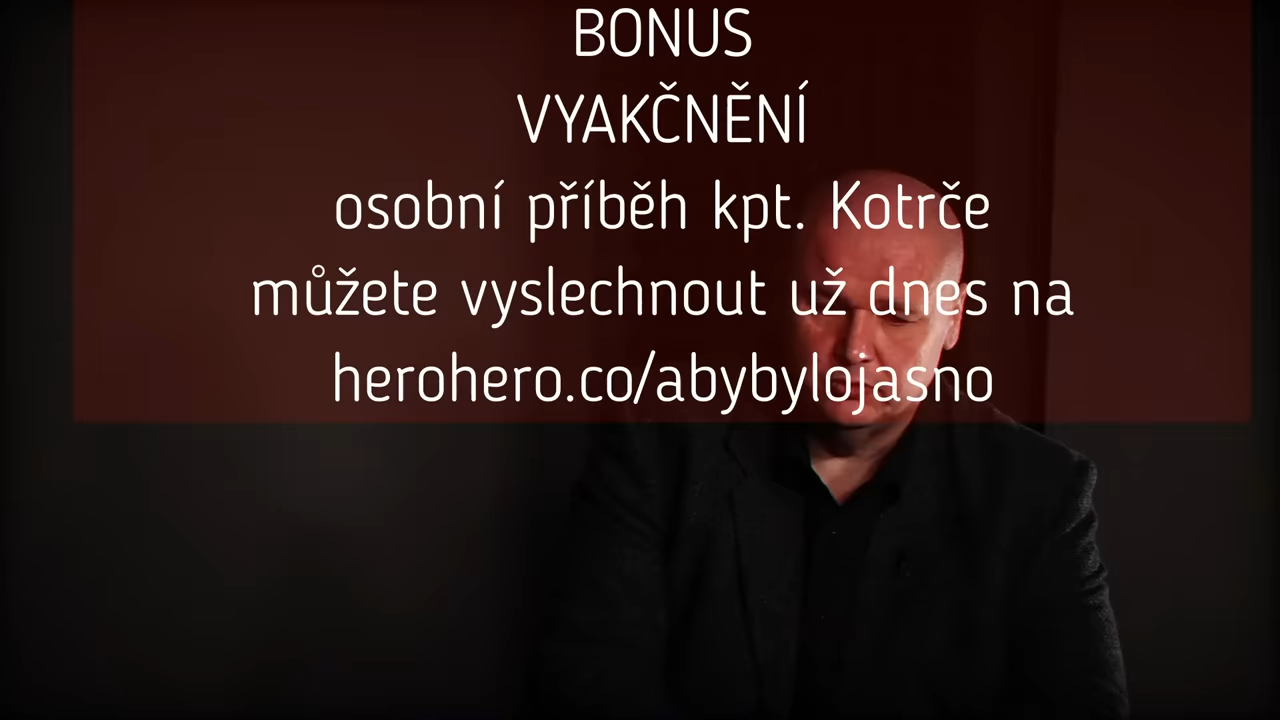 BONUS
VYAKČNĚNÍ
osobní příběh kpt. Kotrče
můžete vyslechnout už dnes na
herohero.co/abybylojasno